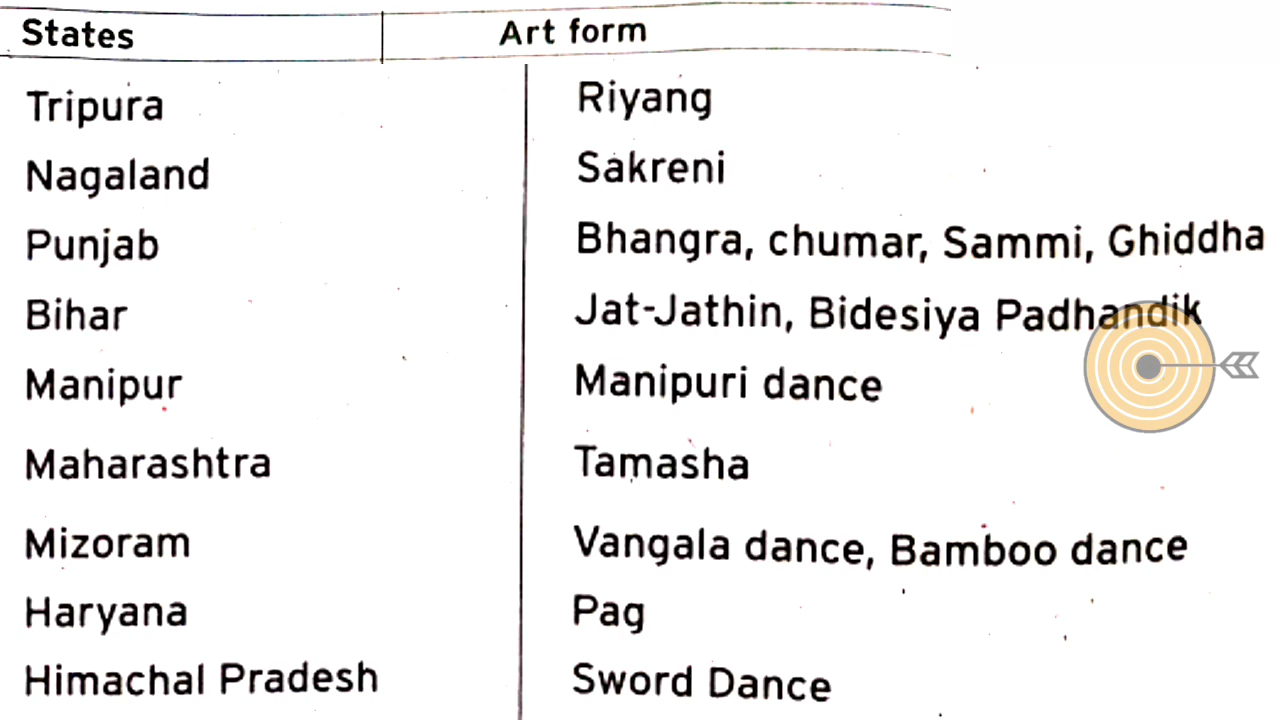 States Art form
Tripura Riyang
Nagaland Sakreni
Punjab Bhangra, chumar, Sammi, Ghiddha
Bihar Jat-Jathin, Bidesiya Padhandik
Manipur Manipuri dance
Maharashtra Tamasha
Mizoram Vangala dance, Bamboo dance
Haryana Pag
Himachal Pradesh Sword Dance